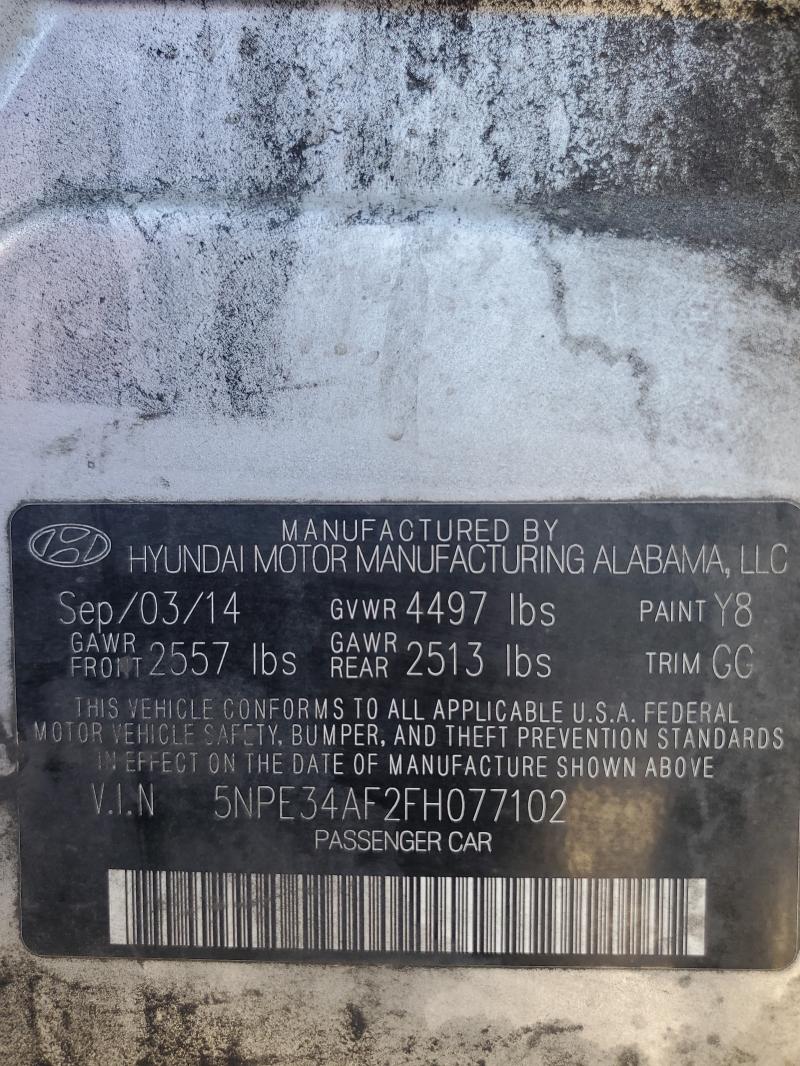 MANUFACTURED BY
HYUNDAI MOTOR MANUFACTURING ALABAMA, LLC
Sep/03/14 GVWR 4497 lbs PAINT Y8
GAWR FRONT 2557 lbs GAWR REAR 2513 lbs TRIM GG
THIS VEHICLE CONFORMS TO ALL APPLICABLE U.S.A. FEDERAL
MOTOR VEHICLE SAFETY, BUMPER, AND THEFT PREVENTION STANDARDS
IN EFFECT ON THE DATE OF MANUFACTURE SHOWN ABOVE
V.I.N 5NPE34AF2FH077102
PASSENGER CAR